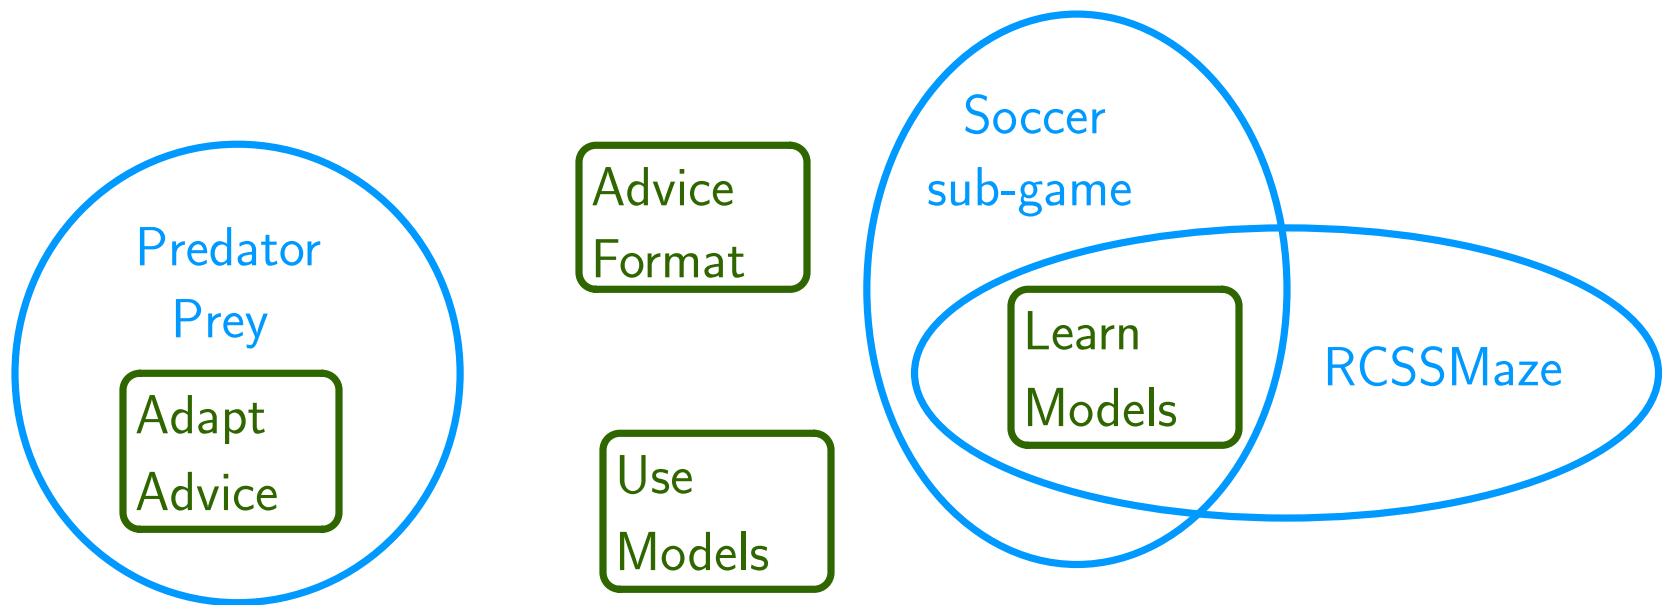 Predator
Prey
Adapt
Advice
Advice
Format
Use
Models
Soccer
sub-game
Learn
Models
RCSSMaze